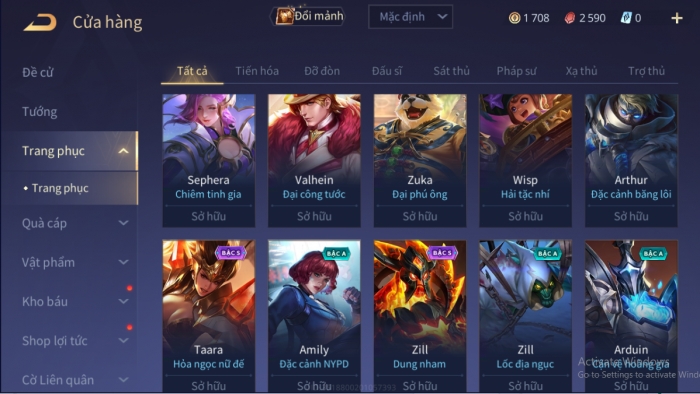 Cửa hàng
Đổi mảnh
Mặc định
1 708
2 590
0
Đề cử
Tướng
Trang phục
Trang phục
Quà cáp
Vật phẩm
Kho báu
Shop lợi tức
Cờ Liên quân
Tất cả
Tiến hóa
Đỡ đòn
Đấu sĩ
Sát thủ
Pháp sư
Xạ thủ
Trợ thủ
Sephera
Chiêm tinh gia
Sở hữu
Valhein
Đại công tước
Sở hữu
Zuka
Đại phú ông
Sở hữu
Wisp
Hải tặc nhí
Sở hữu
Arthur
Đặc cảnh băng lôi
Sở hữu
BẬC S
Taara
Hỏa ngọc nữ đế
Sở hữu
BẬC A
Amily
Đặc cảnh NYPD
Sở hữu
BẬC S
Zill
Dung nham
Sở hữu
BẬC A
Zill
Lốc địa ngục
Sở hữu
BẬC A
Arduin
Cận vệ hoàng gia
Sở hữu
Activate Windows
Go to Settings to activate Wind